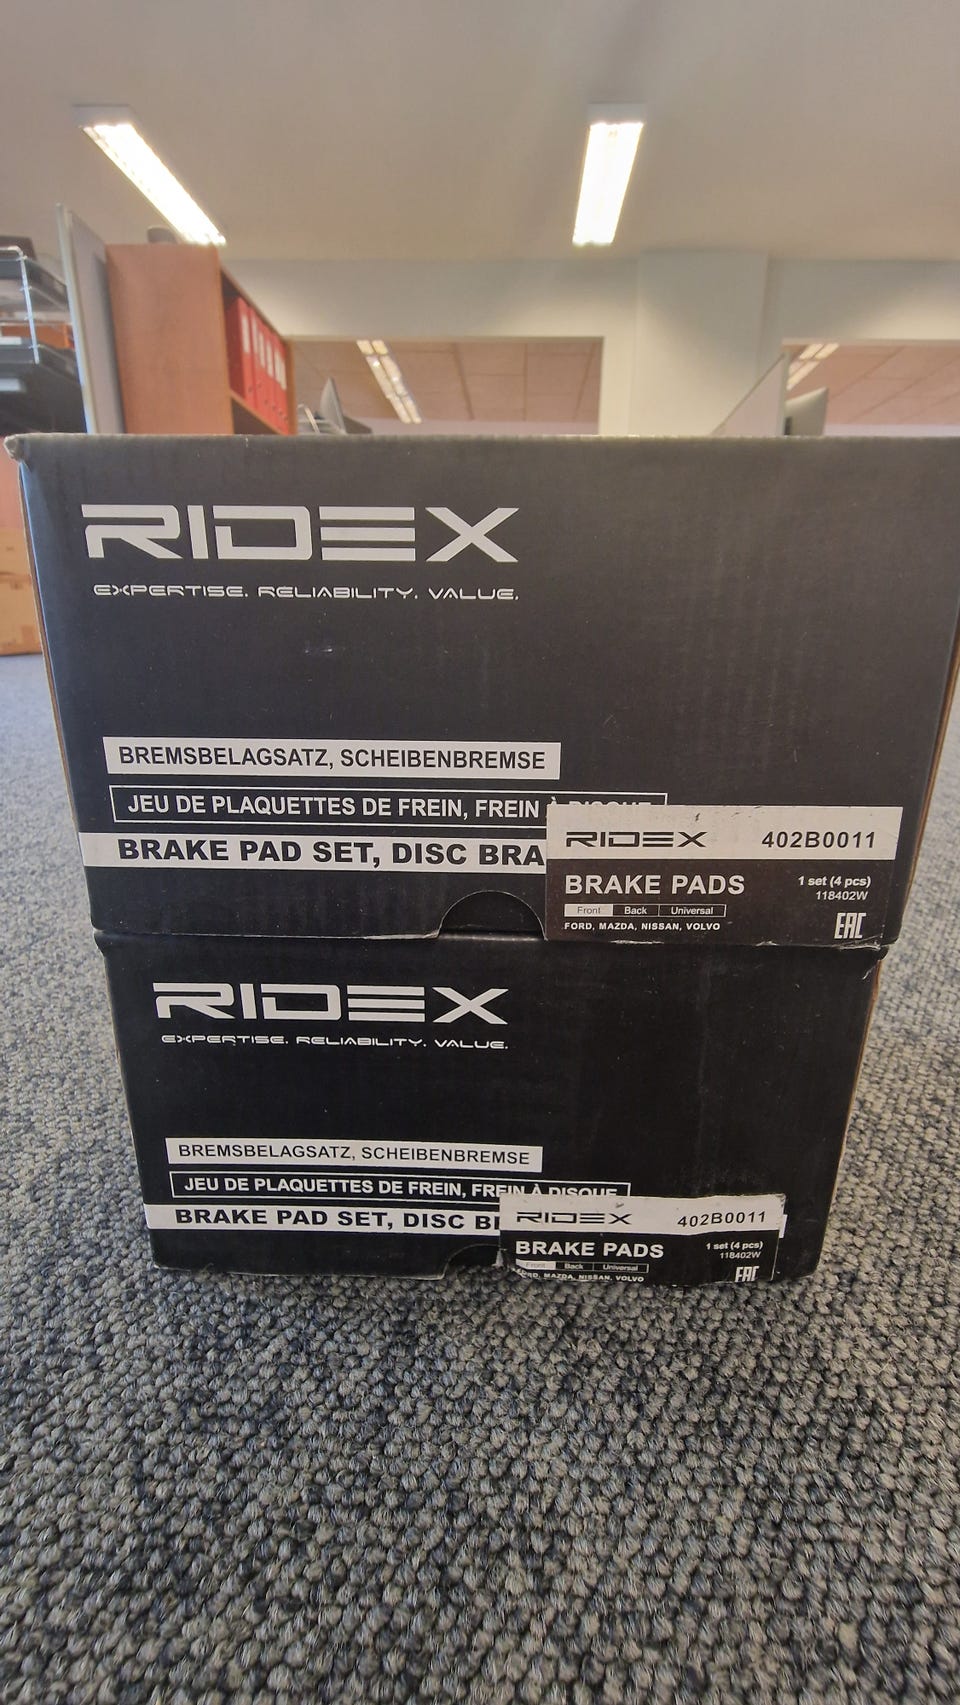 RIDEX
EXPERTISE. RELIABILITY. VALUE.
BREMSBELAGSATZ, SCHEIBENBREMSE
JEU DE PLAQUETTES DE FREIN, FREIN À DISQUE
BRAKE PAD SET, DISC BRA
RIDEX 402B0011
BRAKE PADS 1 set (4 pcs)
118402W
Front Back Universal
FORD, MAZDA, NISSAN, VOLVO EAC
RIDEX
EXPERTISE. RELIABILITY. VALUE.
BREMSBELAGSATZ, SCHEIBENBREMSE
JEU DE PLAQUETTES DE FREIN, FREIN À DISQUE
BRAKE PAD SET, DISC BR
RIDEX 402B0011
BRAKE PADS 1 set (4 pcs)
118402W
Front Back Universal
FORD, MAZDA, NISSAN, VOLVO EAC